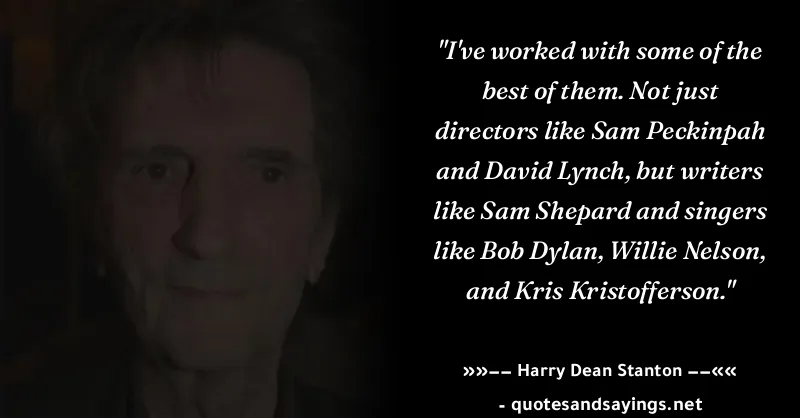 "I've worked with some of the
best of them. Not just
directors like Sam Peckinpah
and David Lynch, but writers
like Sam Shepard and singers
like Bob Dylan, Willie Nelson,
and Kris Kristofferson."
»»−− Harry Dean Stanton −−««
- quotesandsayings.net